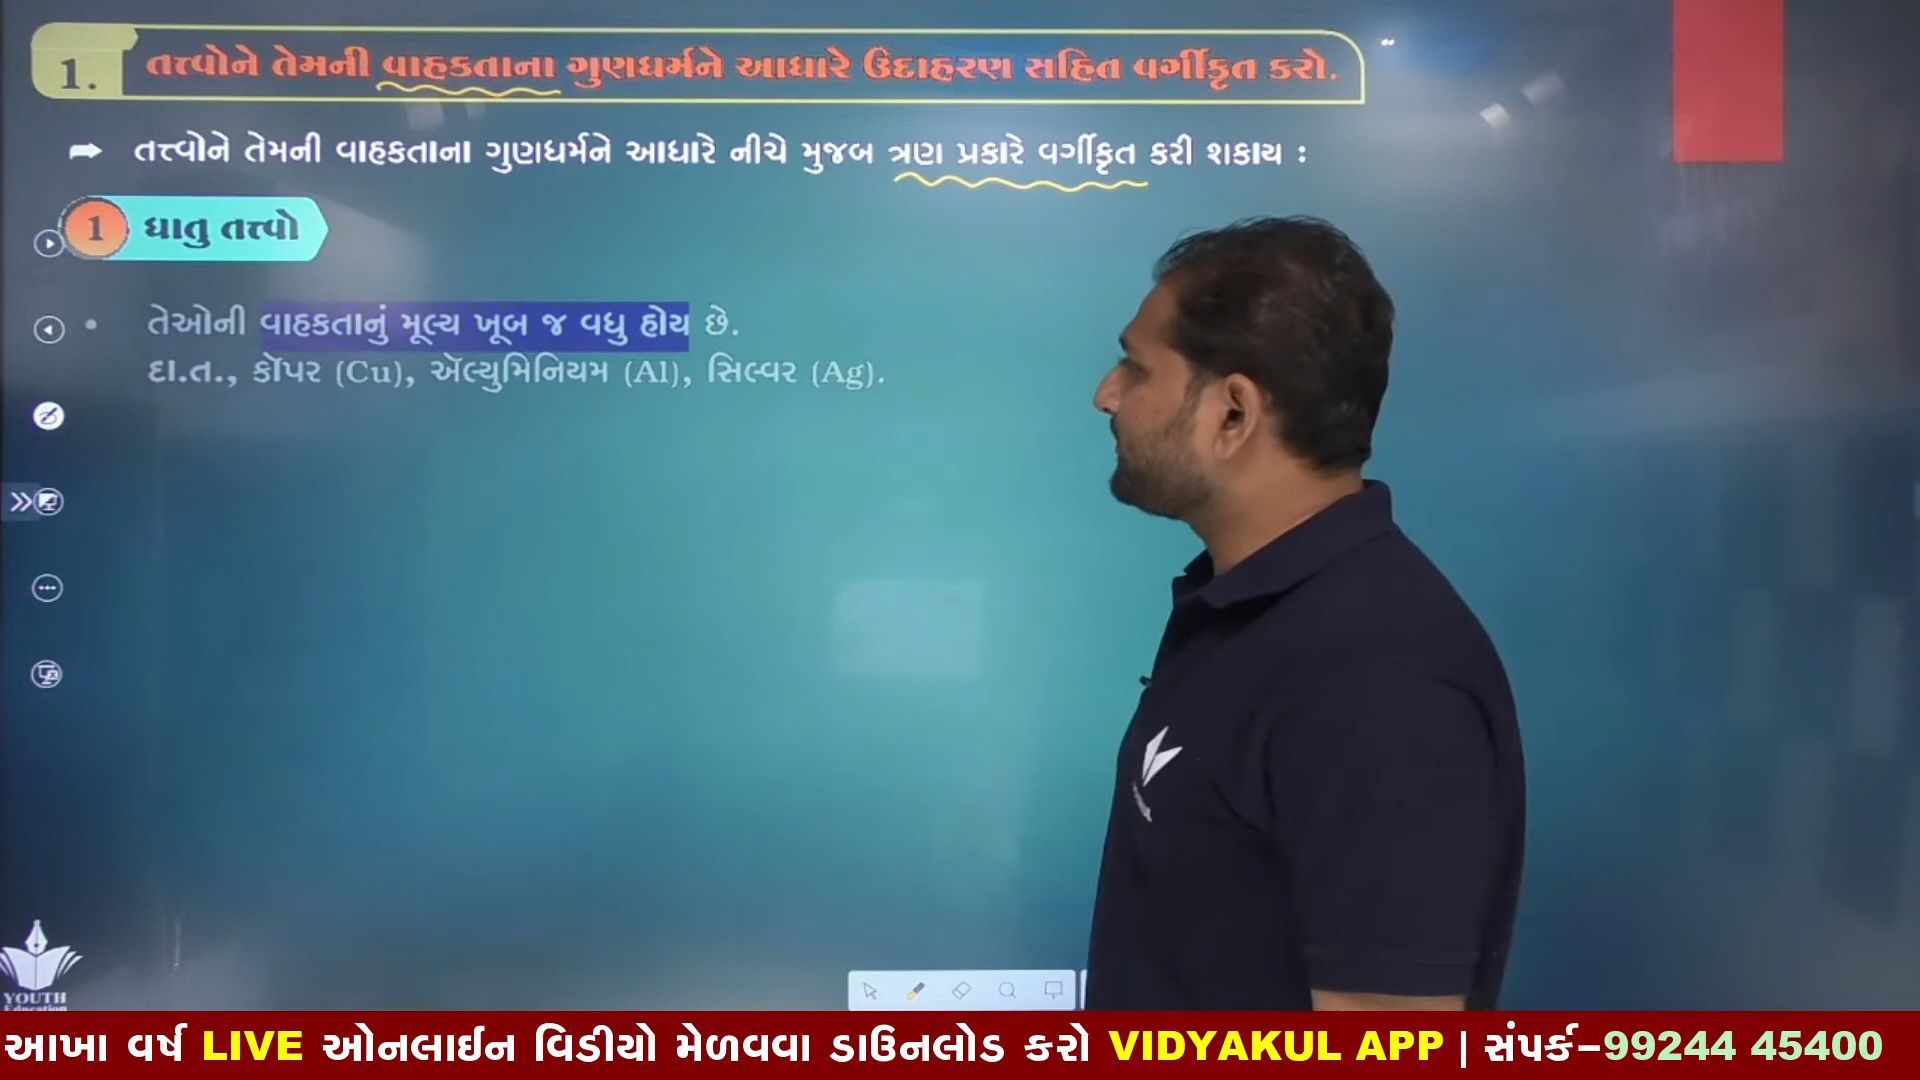 1. તત્ત્વોને તેમની વાહકતાના ગુણધર્મને આધારે ઉદાહરણ સહિત વર્ગીકૃત કરો.
➡ તત્ત્વોને તેમની વાહકતાના ગુણધર્મને આધારે નીચે મુજબ ત્રણ પ્રકારે વર્ગીકૃત કરી શકાય :
1 ધાતુ તત્ત્વો
• તેઓની વાહકતાનું મૂલ્ય ખૂબ જ વધુ હોય છે.
દા.ત., કૉપર (Cu), ઍલ્યુમિનિયમ (Al), સિલ્વર (Ag).
YOUTH
Education
આખા વર્ષ LIVE ઓનલાઈન વિડીયો મેળવવા ડાઉનલોડ કરો VIDYAKUL APP | સંપર્ક–99244 45400